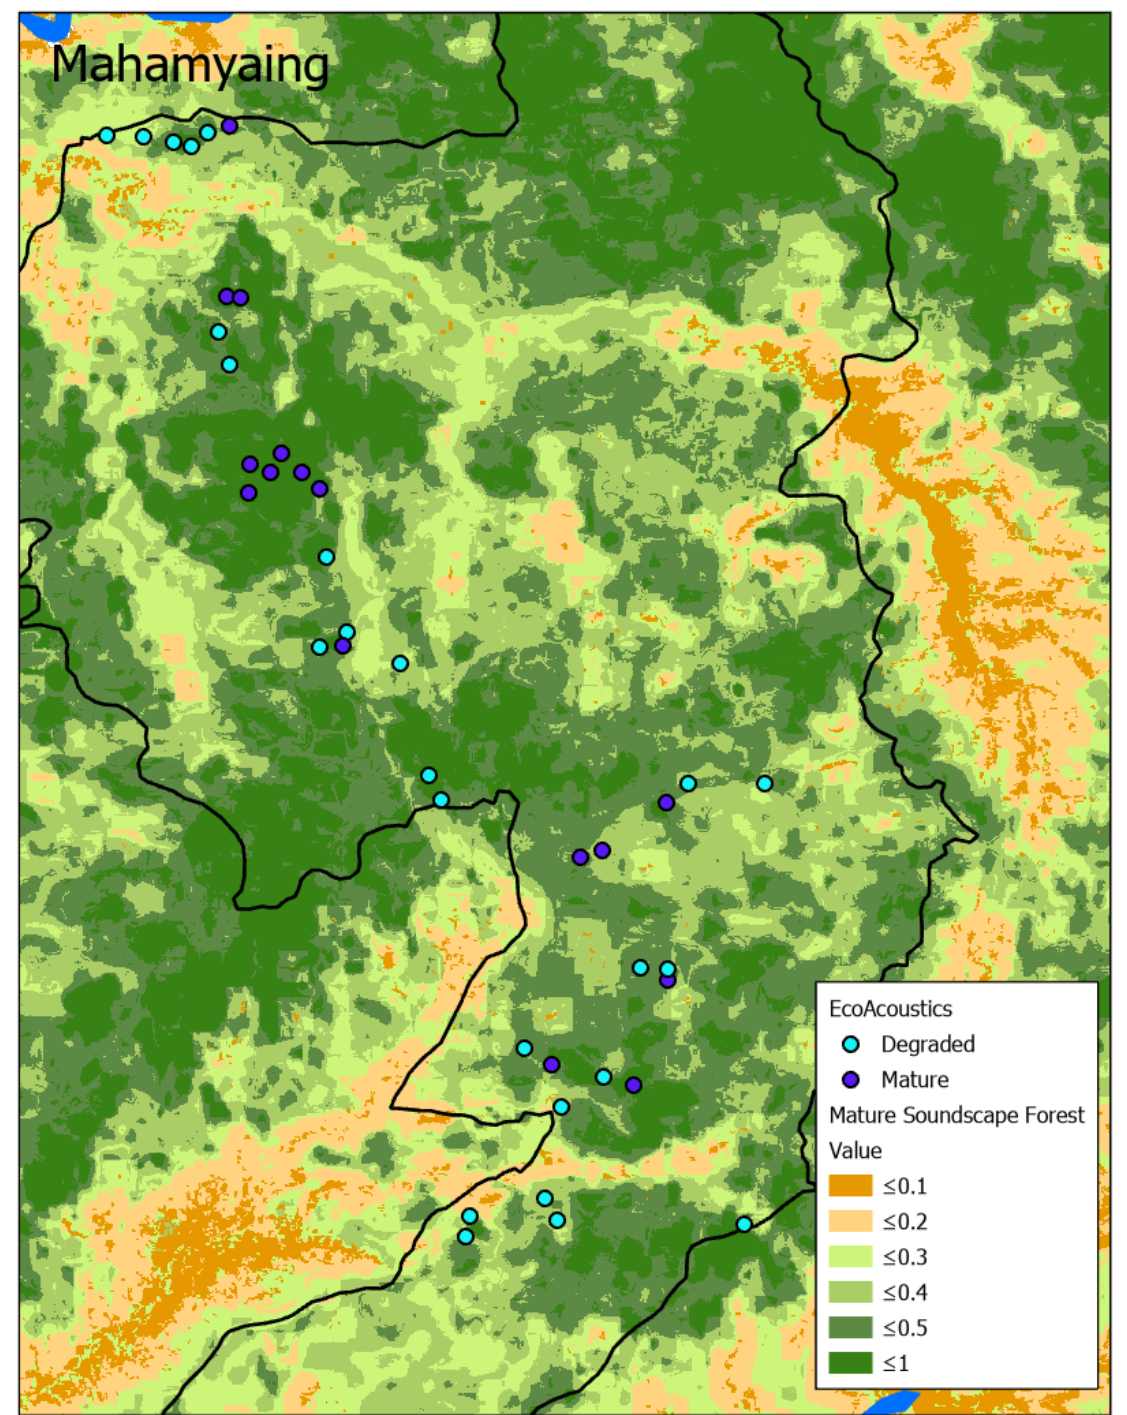 Mahamyaing
EcoAcoustics
Degraded
Mature
Mature Soundscape Forest
Value
≤0.1
≤0.2
≤0.3
≤0.4
≤0.5
≤1